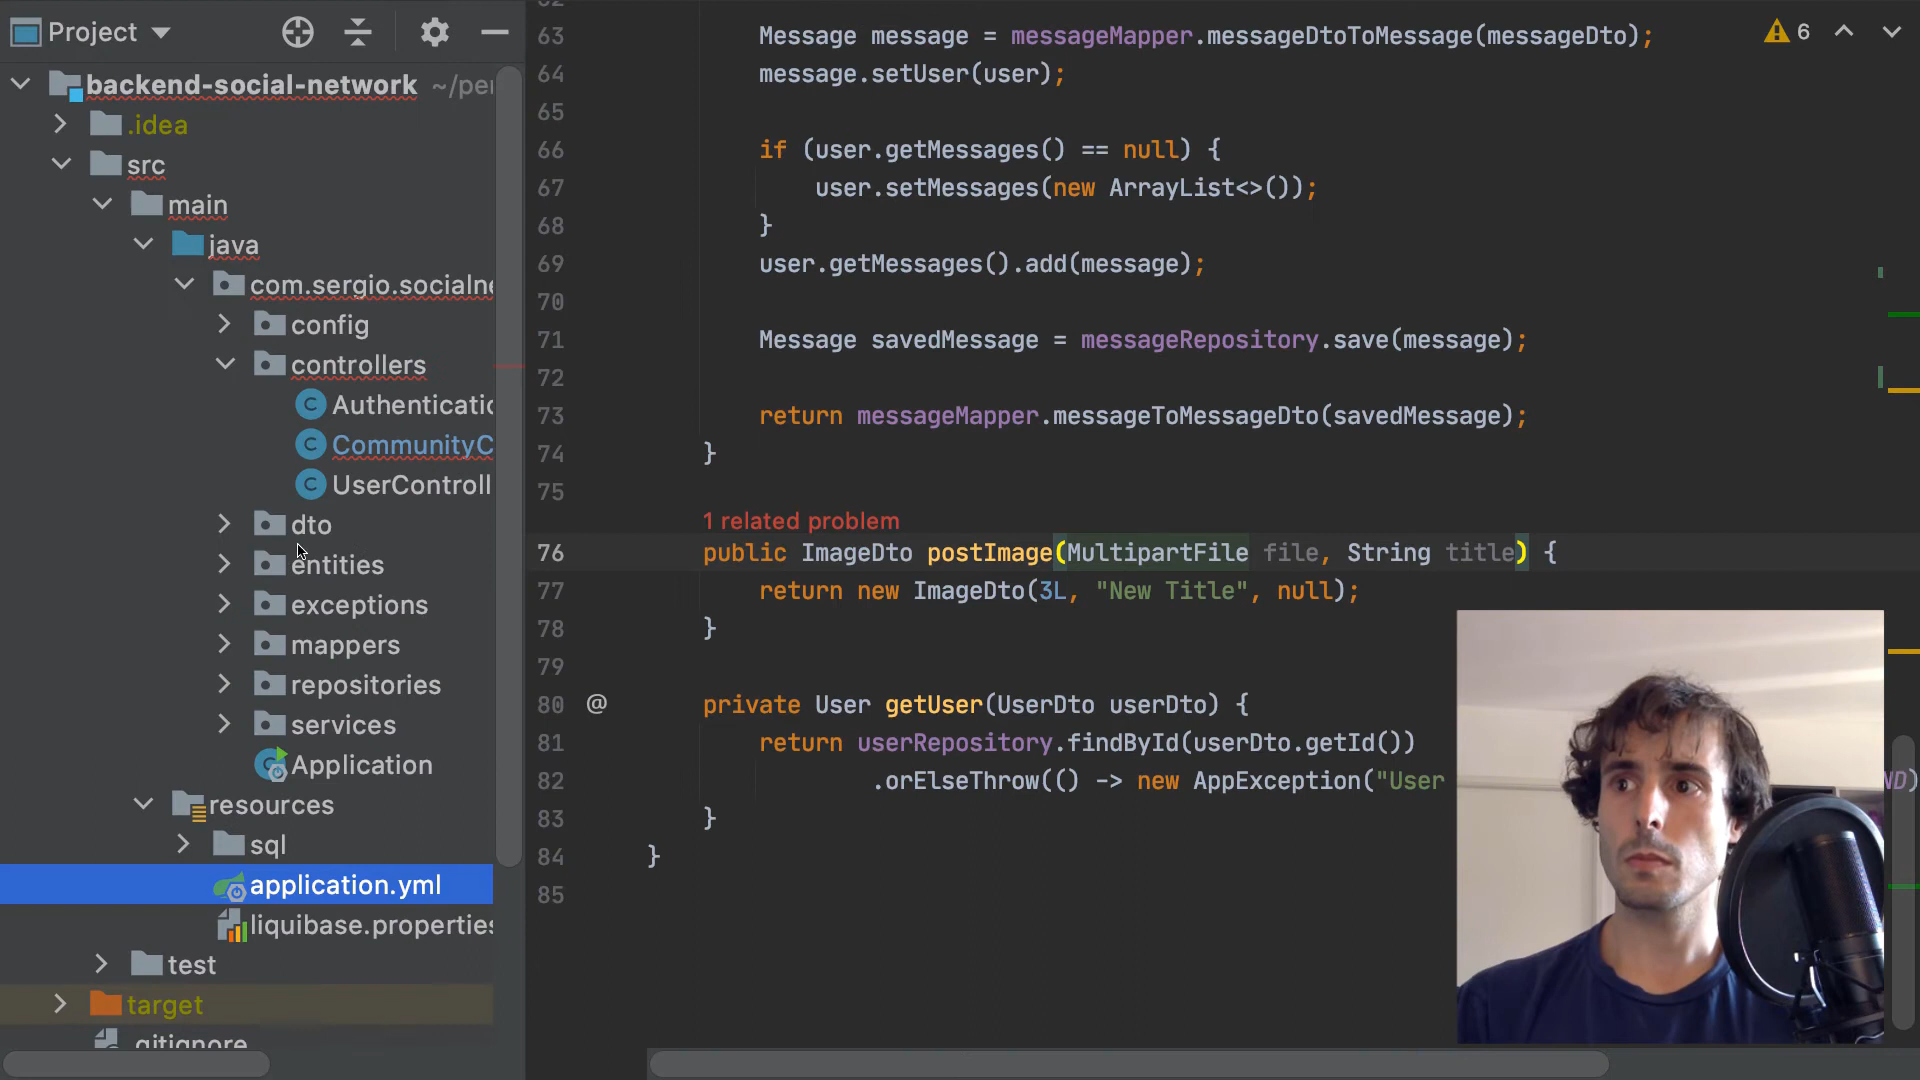 Project
backend-social-network ~/per
.idea
src
main
java
com.sergio.socialne
config
controllers
Authenticatio
CommunityC
UserControll
dto
entities
exceptions
mappers
repositories
services
Application
resources
sql
application.yml
liquibase.properties
test
target
.gitignore
6
63 Message message = messageMapper.messageDtoToMessage(messageDto);
64 message.setUser(user);
65
66 if (user.getMessages() == null) {
67 user.setMessages(new ArrayList<>());
68 }
69 user.getMessages().add(message);
70
71 Message savedMessage = messageRepository.save(message);
72
73 return messageMapper.messageToMessageDto(savedMessage);
74 }
75
1 related problem
76 public ImageDto postImage(MultipartFile file, String title) {
77 return new ImageDto(3L, "New Title", null);
78 }
79
80 @ private User getUser(UserDto userDto) {
81 return userRepository.findById(userDto.getId())
82 .orElseThrow(() -> new AppException("User ND)
83 }
84 }
85